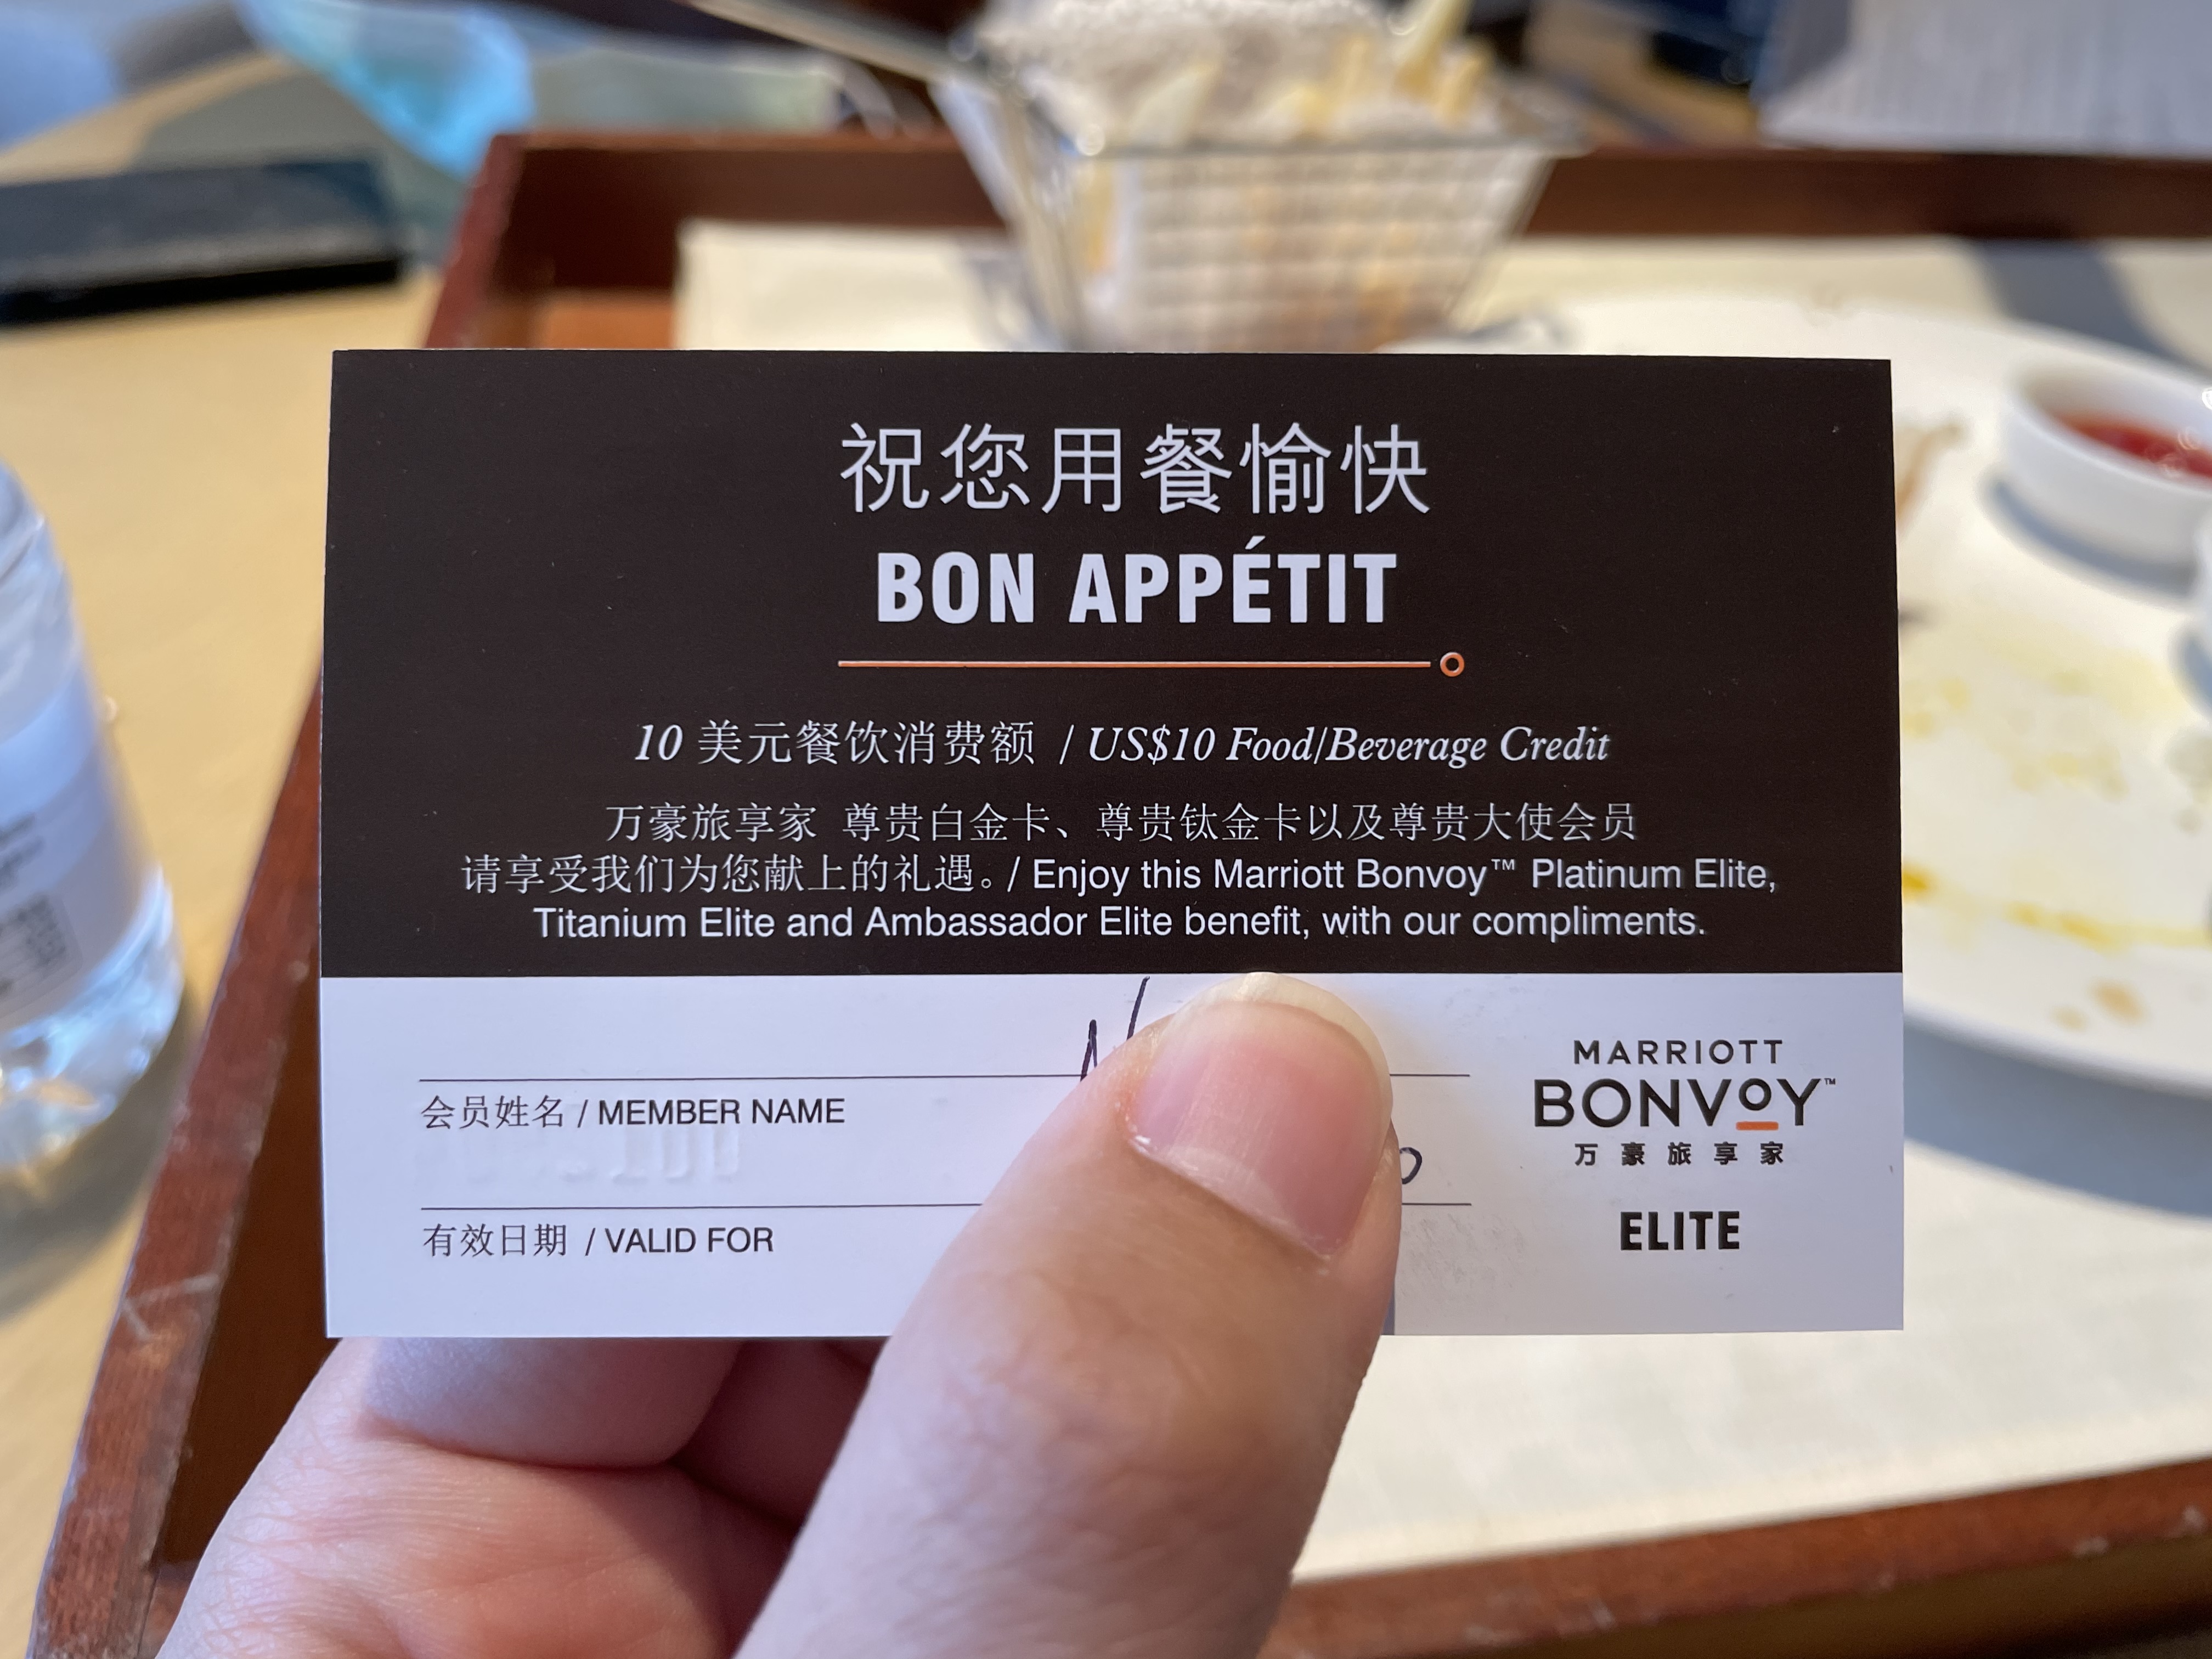 祝您用餐愉快
BON APPÉTIT
10 美元餐饮消费额 / US$10 Food/Beverage Credit
万豪旅享家 尊贵白金卡、尊贵钛金卡以及尊贵大使会员
请享受我们为您献上的礼遇。/ Enjoy this Marriott Bonvoy™ Platinum Elite,
Titanium Elite and Ambassador Elite benefit, with our compliments.
会员姓名 / MEMBER NAME
有效日期 / VALID FOR
MARRIOTT
BONVOY™
万豪旅享家
ELITE